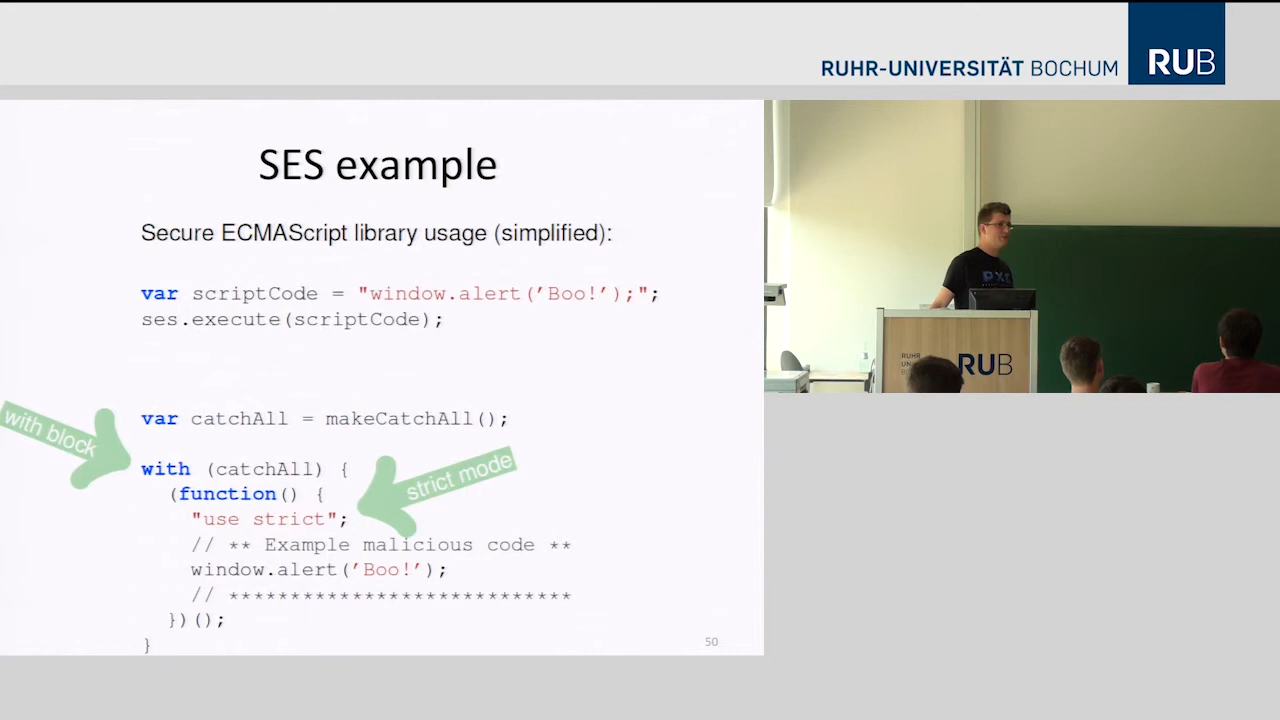 RUHR-UNIVERSITÄT BOCHUM RUB
SES example
Secure ECMAScript library usage (simplified):
var scriptCode = "window.alert(’Boo!’);";
ses.execute(scriptCode);
var catchAll = makeCatchAll();
with block
with (catchAll) {
strict mode
(function() {
"use strict";
// ** Example malicious code **
window.alert(’Boo!’);
// ****************************
})();
}
50
RUHR
RUB